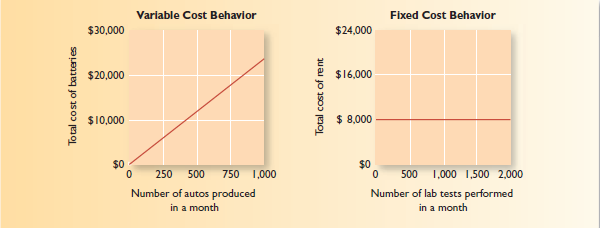 Variable Cost Behavior
$30,000
$20,000
$10,000
$0
Total cost of batteries
0 250 500 750 1,000
Number of autos produced
in a month
Fixed Cost Behavior
$24,000
$16,000
$ 8,000
$0
Total cost of rent
0 500 1,000 1,500 2,000
Number of lab tests performed
in a month